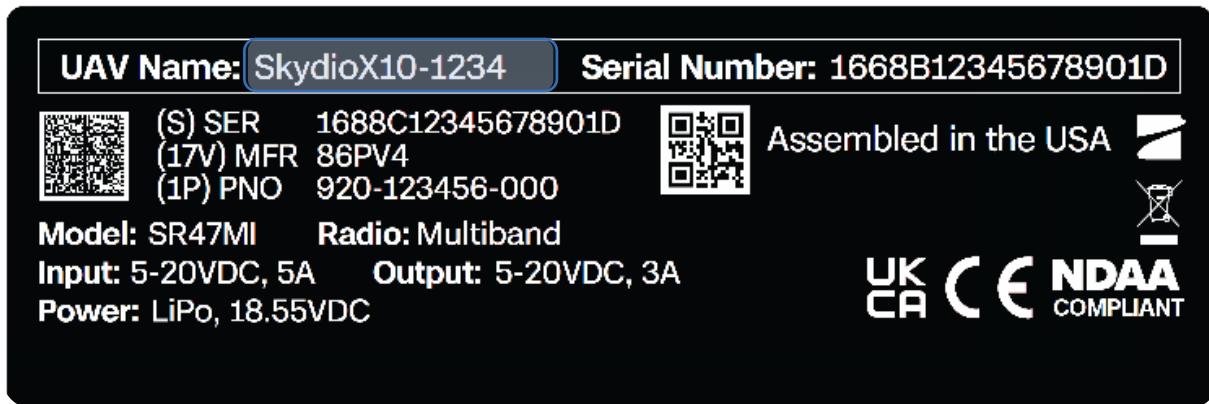 UAV Name: SkydioX10-1234 Serial Number: 1668B12345678901D
(S) SER 1688C12345678901D
(17V) MFR 86PV4
(1P) PNO 920-123456-000
Assembled in the USA
Model: SR47MI Radio: Multiband
Input: 5-20VDC, 5A Output: 5-20VDC, 3A
Power: LiPo, 18.55VDC
UK
CA
CE
NDAA
COMPLIANT